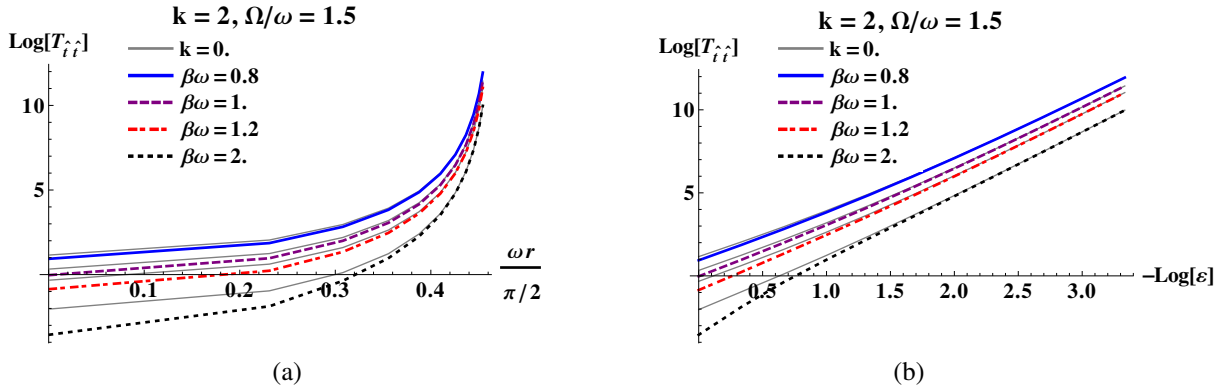 k = 2, Ω/ω = 1.5
Log[T_{t̂ t̂}]
k = 0.
βω = 0.8
βω = 1.
βω = 1.2
βω = 2.
10
5
0.1
0.2
0.3
0.4
ωr
π/2
(a)
k = 2, Ω/ω = 1.5
Log[T_{t̂ t̂}]
k = 0.
βω = 0.8
βω = 1.
βω = 1.2
βω = 2.
10
5
0.5
1.0
1.5
2.0
2.5
3.0
−Log[ε]
(b)